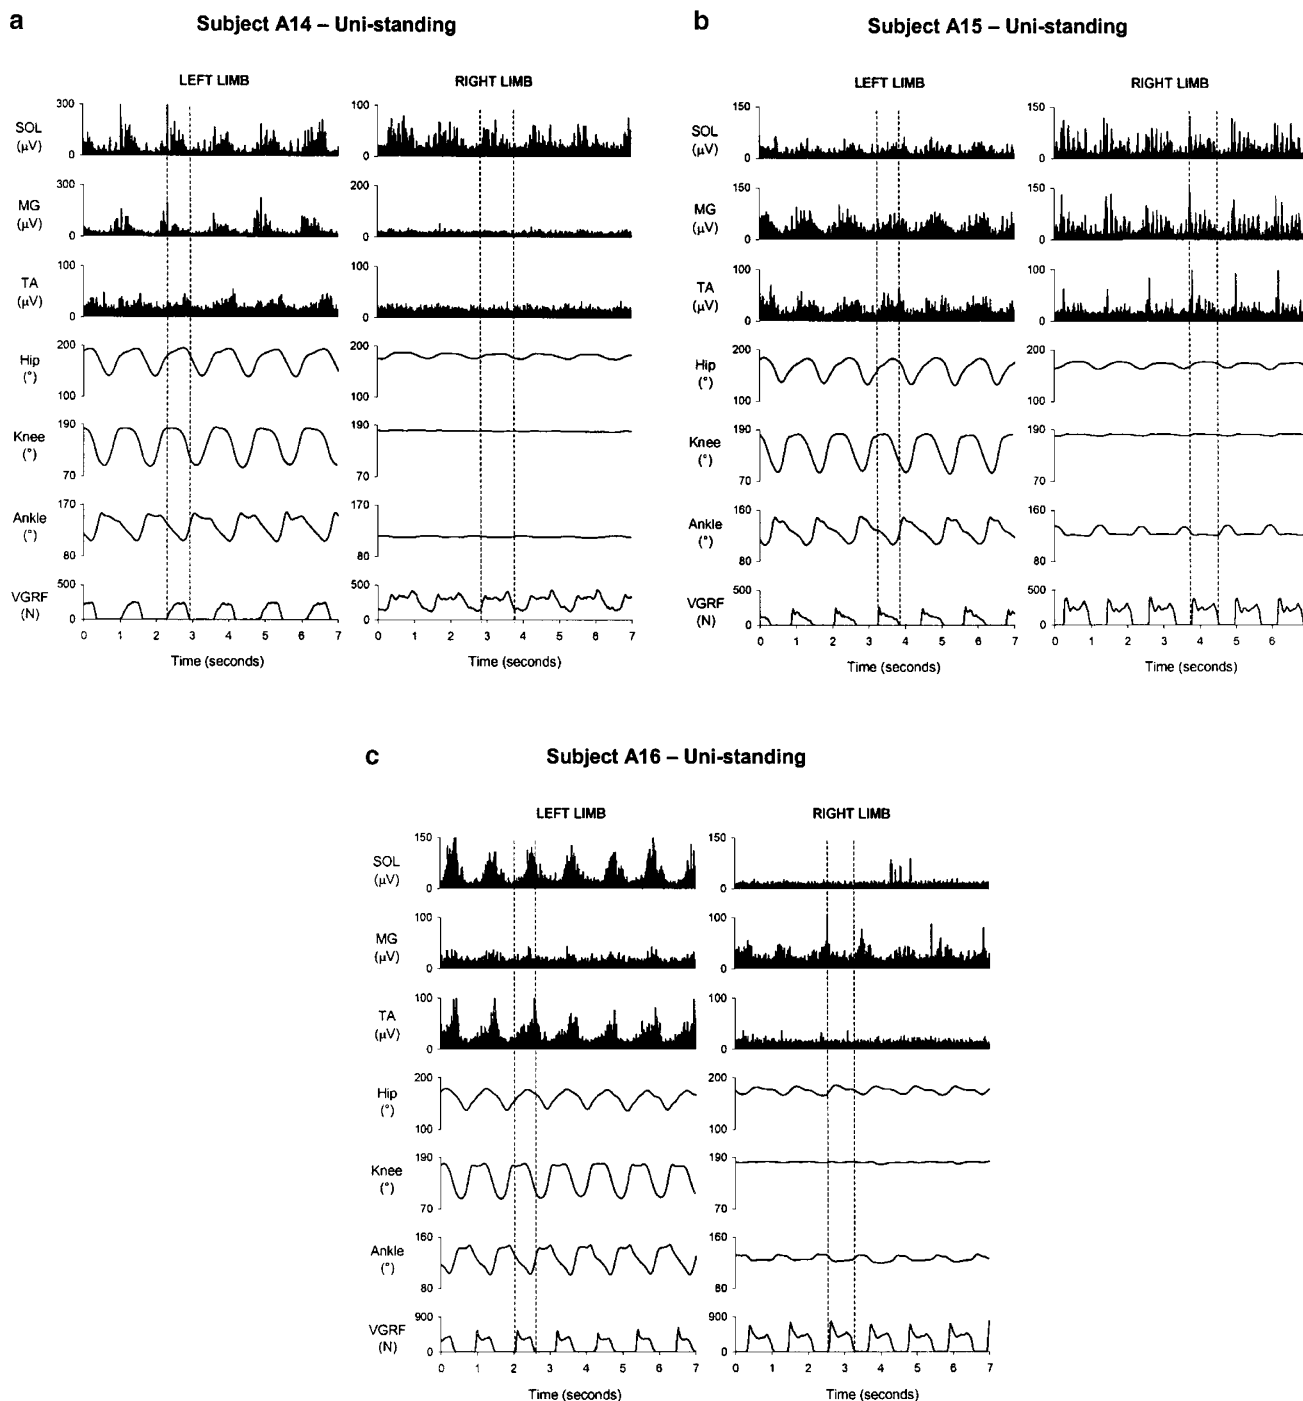 a
Subject A14 – Uni-standing
LEFT LIMB
RIGHT LIMB
SOL
(μV)
300
0
100
0
MG
(μV)
300
0
200
0
TA
(μV)
100
0
100
0
Hip
(°)
200
100
200
100
Knee
(°)
190
70
190
70
Ankle
(°)
170
80
170
80
VGRF
(N)
500
0
500
0
0 1 2 3 4 5 6 7
0 1 2 3 4 5 6 7
Time (seconds)
Time (seconds)
b
Subject A15 – Uni-standing
LEFT LIMB
RIGHT LIMB
SOL
(μV)
150
0
150
0
MG
(μV)
150
0
150
0
TA
(μV)
100
0
100
0
Hip
(°)
200
100
200
100
Knee
(°)
190
70
190
70
Ankle
(°)
160
80
160
80
VGRF
(N)
500
0
500
0
0 1 2 3 4 5 6 7
0 1 2 3 4 5 6
Time (seconds)
Time (seconds)
c
Subject A16 – Uni-standing
LEFT LIMB
RIGHT LIMB
SOL
(μV)
150
0
150
0
MG
(μV)
100
0
100
0
TA
(μV)
100
0
100
0
Hip
(°)
200
100
200
100
Knee
(°)
190
70
190
70
Ankle
(°)
160
80
160
80
VGRF
(N)
900
0
900
0
0 1 2 3 4 5 6 7
0 1 2 3 4 5 6 7
Time (seconds)
Time (seconds)